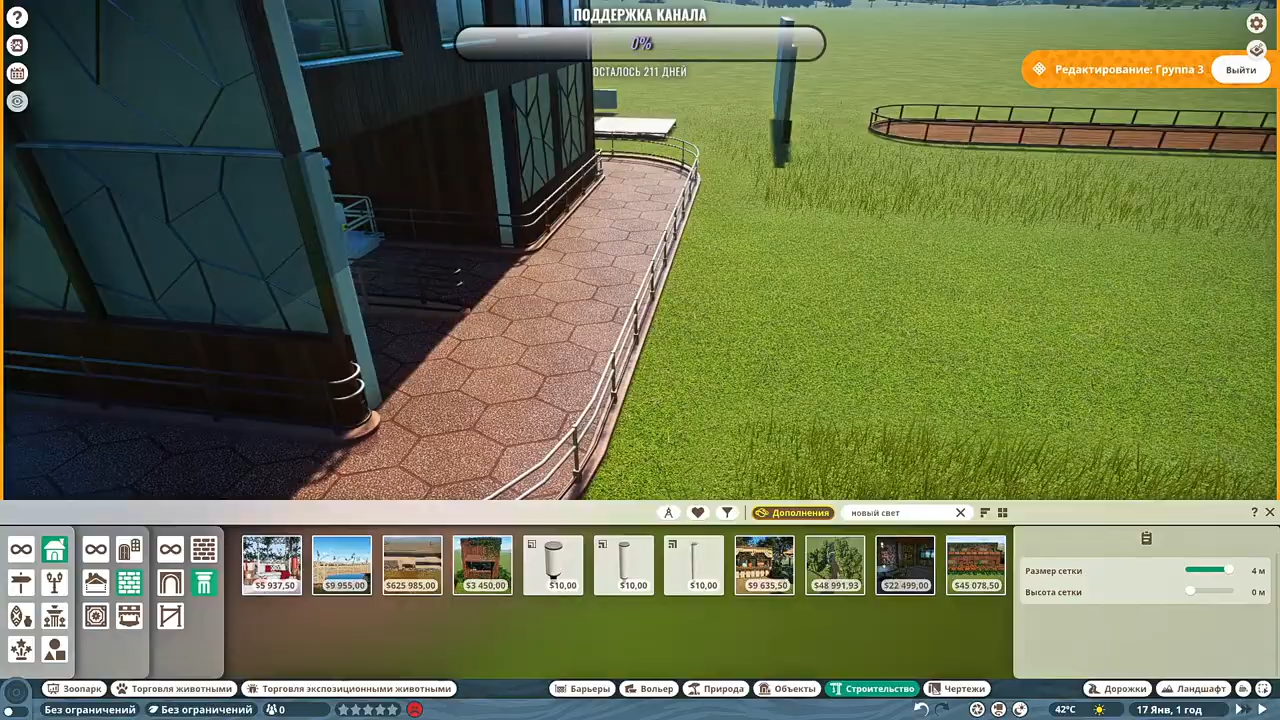 ПОДДЕРЖКА КАНАЛА
0%
ОСТАЛОСЬ 211 ДНЕЙ
Редактирование: Группа 3
Выйти
Дополнения
новый свет
$5 937,50
$9 955,00
$625 985,00
$3 450,00
$10,00
$10,00
$10,00
$9 635,50
$48 991,93
$22 499,00
$45 078,50
Размер сетки
4 м
Высота сетки
0 м
Зоопарк
Торговля животными
Торговля экспозиционными животными
Барьеры
Вольер
Природа
Объекты
Строительство
Чертежи
Дорожки
Ландшафт
Без ограничений
Без ограничений
0
42°C
17 Янв, 1 год